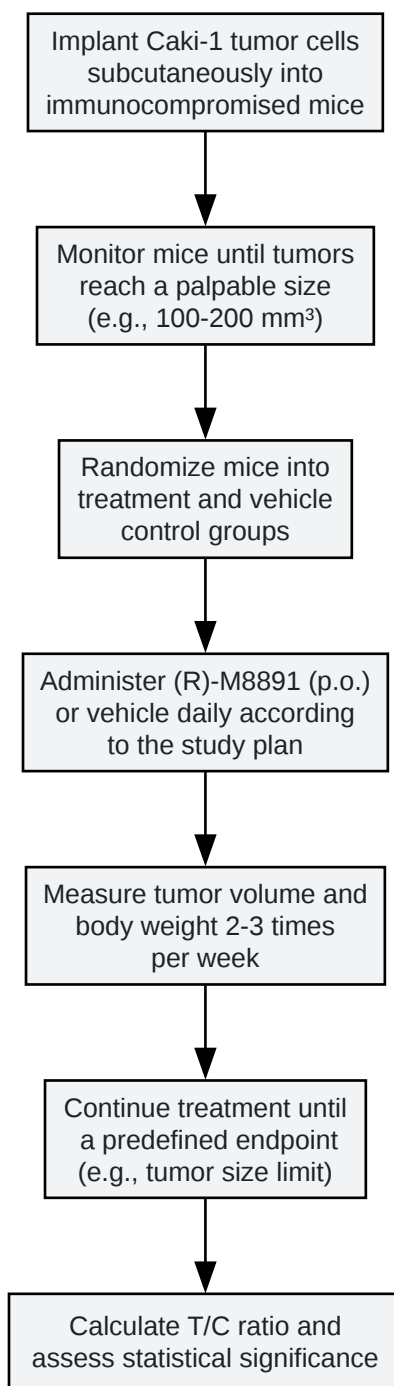 Implant Caki-1 tumor cells
subcutaneously into
immunocompromised mice
Monitor mice until tumors
reach a palpable size
(e.g., 100-200 mm³)
Randomize mice into
treatment and vehicle
control groups
Administer (R)-M8891 (p.o.)
or vehicle daily according
to the study plan
Measure tumor volume and
body weight 2-3 times
per week
Continue treatment until
a predefined endpoint
(e.g., tumor size limit)
Calculate T/C ratio and
assess statistical significance